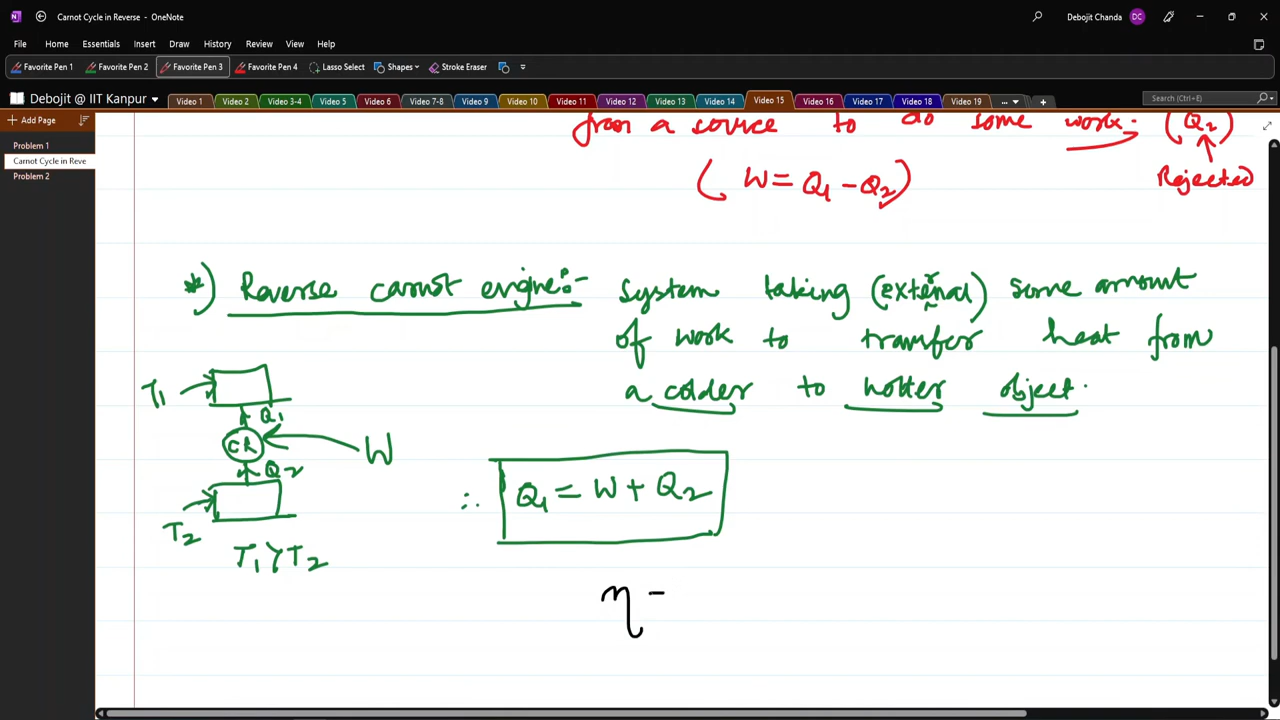 Carnot Cycle in Reverse - OneNote
Debojit Chanda DC
File Home Essentials Insert Draw History Review View Help
Favorite Pen 1 Favorite Pen 2 Favorite Pen 3 Favorite Pen 4 Lasso Select Shapes Stroke Eraser
Debojit @ IIT Kanpur Video 1 Video 2 Video 3-4 Video 5 Video 6 Video 7-8 Video 9 Video 10 Video 11 Video 12 Video 13 Video 14 Video 15 Video 16 Video 17 Video 18 Video 19 ... Search (Ctrl+E)
Add Page
Problem 1
Carnot Cycle in Reve
Problem 2
from a source to do some work. (Q2)
Rejected
(W = Q1 - Q2)
*) Reverse carnot engine:- System taking (external) some amount
of work to transfer heat from
a colder to hotter object.
T1
Q1
CR
W
Q2
T2
T1 > T2
∴ Q1 = W + Q2
η -